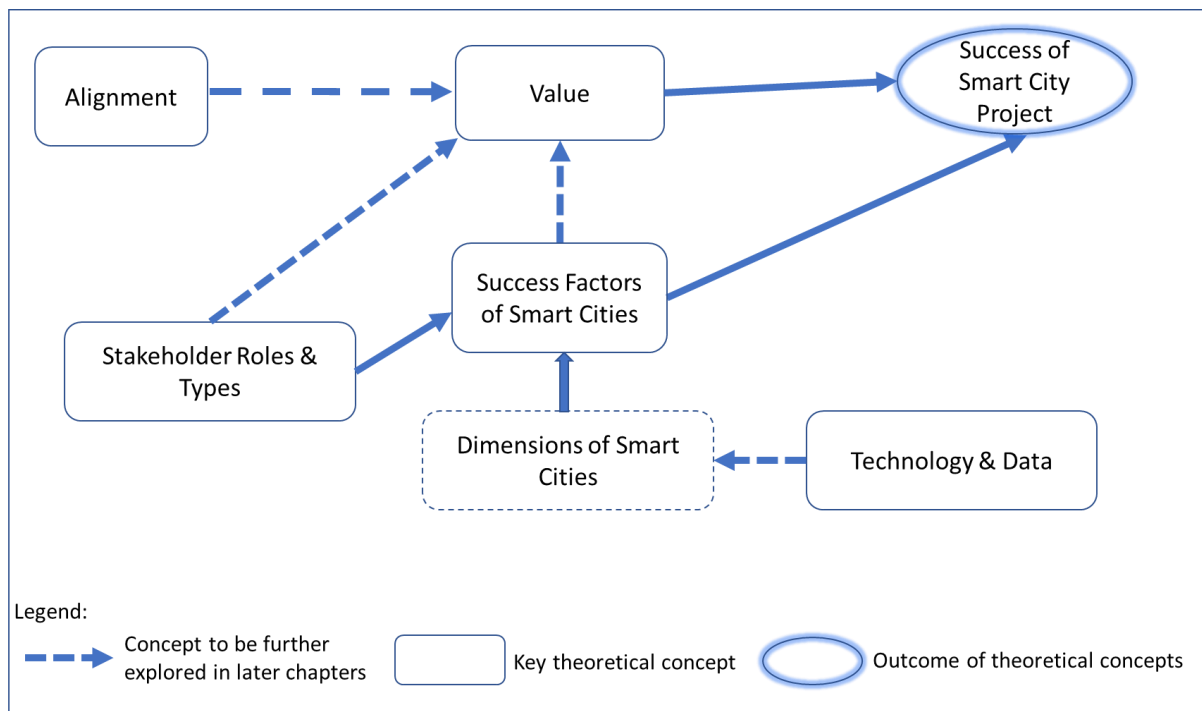 Alignment
Value
Success of
Smart City
Project
Success Factors
of Smart Cities
Stakeholder Roles &
Types
Dimensions of Smart
Cities
Technology & Data
Legend:
Concept to be further
explored in later chapters
Key theoretical concept
Outcome of theoretical concepts